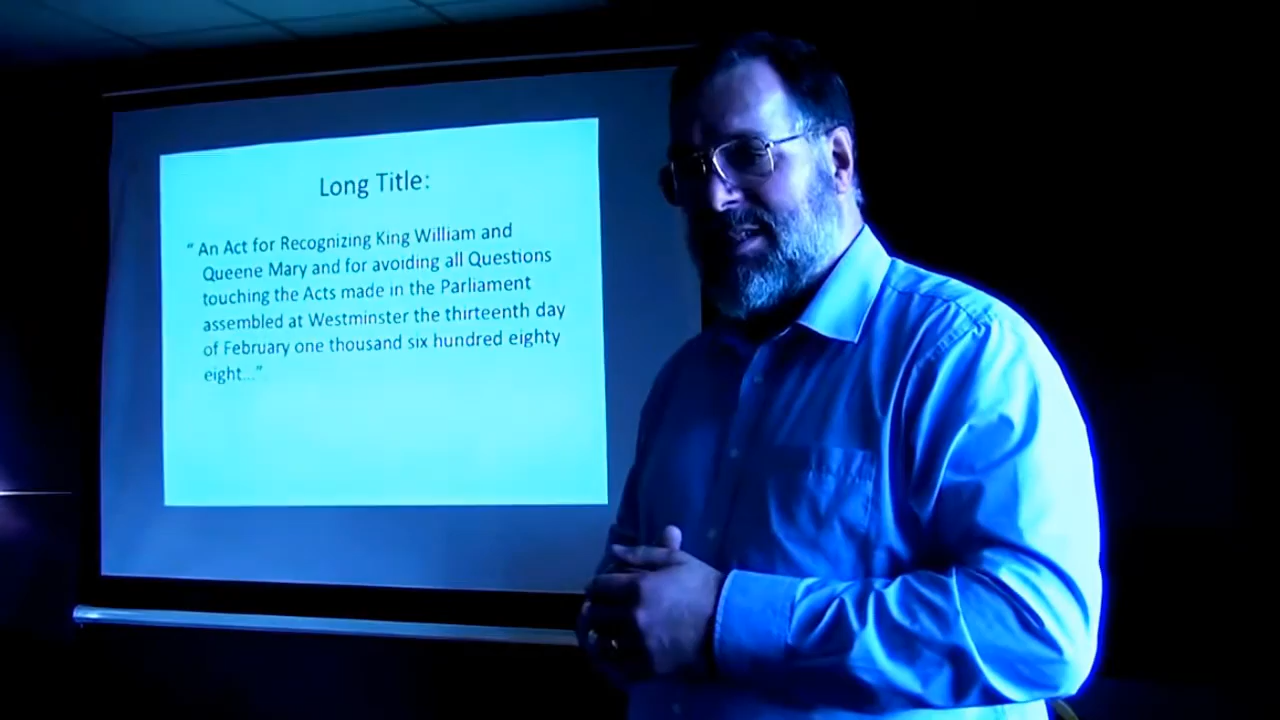 Long Title:
“ An Act for Recognizing King William and
Queene Mary and for avoiding all Questions
touching the Acts made in the Parliament
assembled at Westminster the thirteenth day
of February one thousand six hundred eighty
eight...”